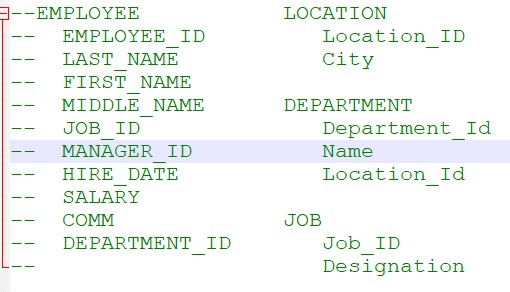 --EMPLOYEE            LOCATION
--  EMPLOYEE_ID         Location_ID
--  LAST_NAME           City
--  FIRST_NAME
--  MIDDLE_NAME      DEPARTMENT
--  JOB_ID              Department_Id
--  MANAGER_ID          Name
--  HIRE_DATE           Location_Id
--  SALARY
--  COMM             JOB
--  DEPARTMENT_ID       Job_ID
--                      Designation